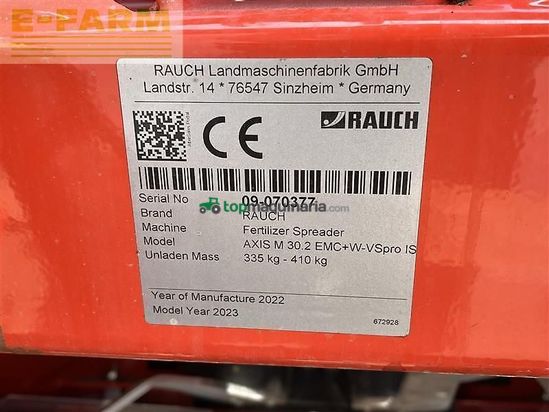 E-FARM
RAUCH Landmaschinenfabrik GmbH
Landstr. 14 * 76547 Sinzheim * Germany
CE
RAUCH
Serial No 09-070377
topmaquinaria.com
Brand RAUCH
Machine Fertilizer Spreader
Model AXIS M 30.2 EMC+W-VSpro IS
Unladen Mass 335 kg - 410 kg
Year of Manufacture 2022
Model Year 2023
672928